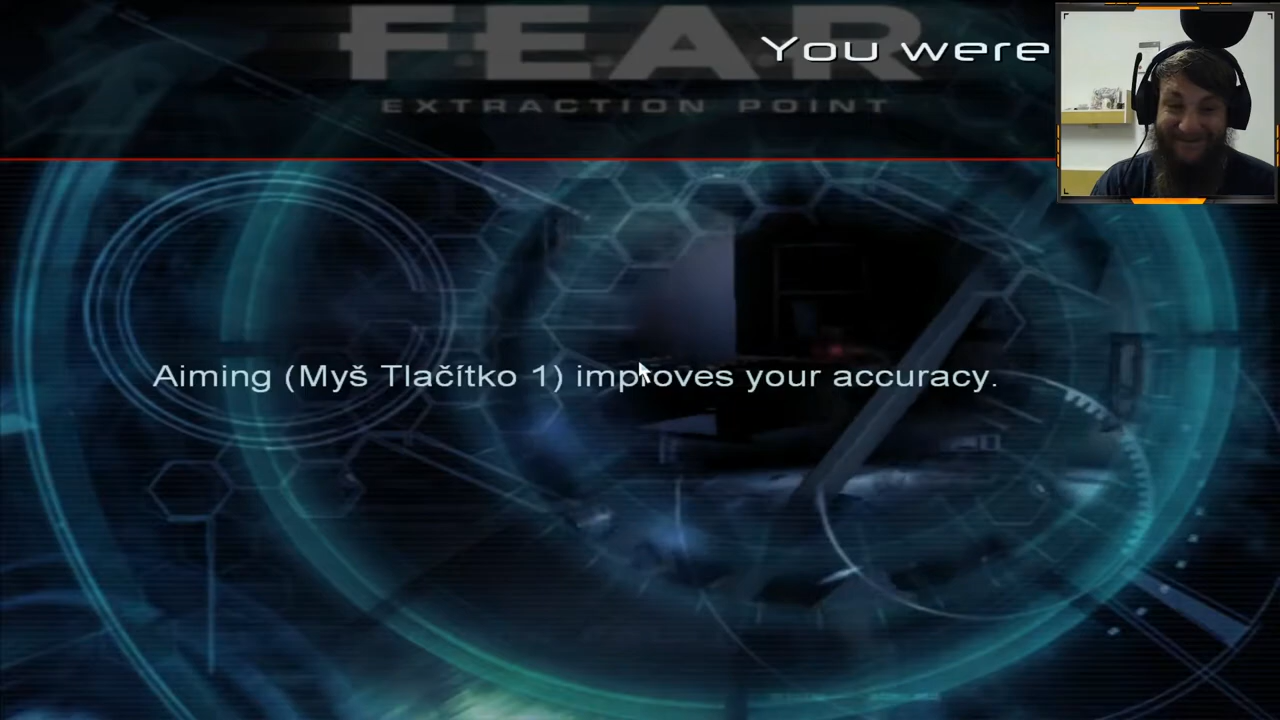 F.E.A.R
You were
EXTRACTION POINT
Aiming (Myš Tlačítko 1) improves your accuracy.